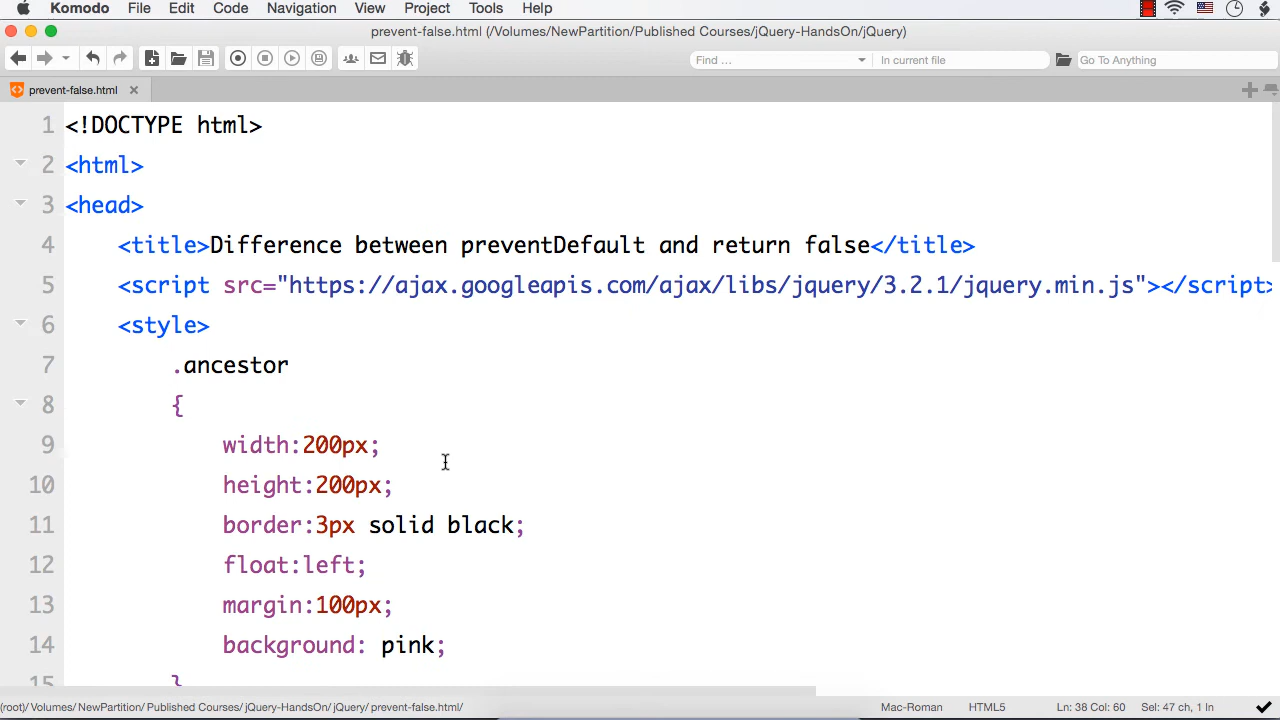 Komodo File Edit Code Navigation View Project Tools Help
prevent-false.html (/Volumes/NewPartition/Published Courses/jQuery-HandsOn/jQuery)
Find ... In current file Go To Anything
prevent-false.html
1 <!DOCTYPE html>
2 <html>
3 <head>
4 <title>Difference between preventDefault and return false</title>
5 <script src="https://ajax.googleapis.com/ajax/libs/jquery/3.2.1/jquery.min.js"></script>
6 <style>
7 .ancestor
8 {
9 width:200px;
10 height:200px;
11 border:3px solid black;
12 float:left;
13 margin:100px;
14 background: pink;
15 }
(root)/ Volumes/ NewPartition/ Published Courses/ jQuery-HandsOn/ jQuery/ prevent-false.html/ Mac-Roman HTML5 Ln: 38 Col: 60 Sel: 47 ch, 1 ln